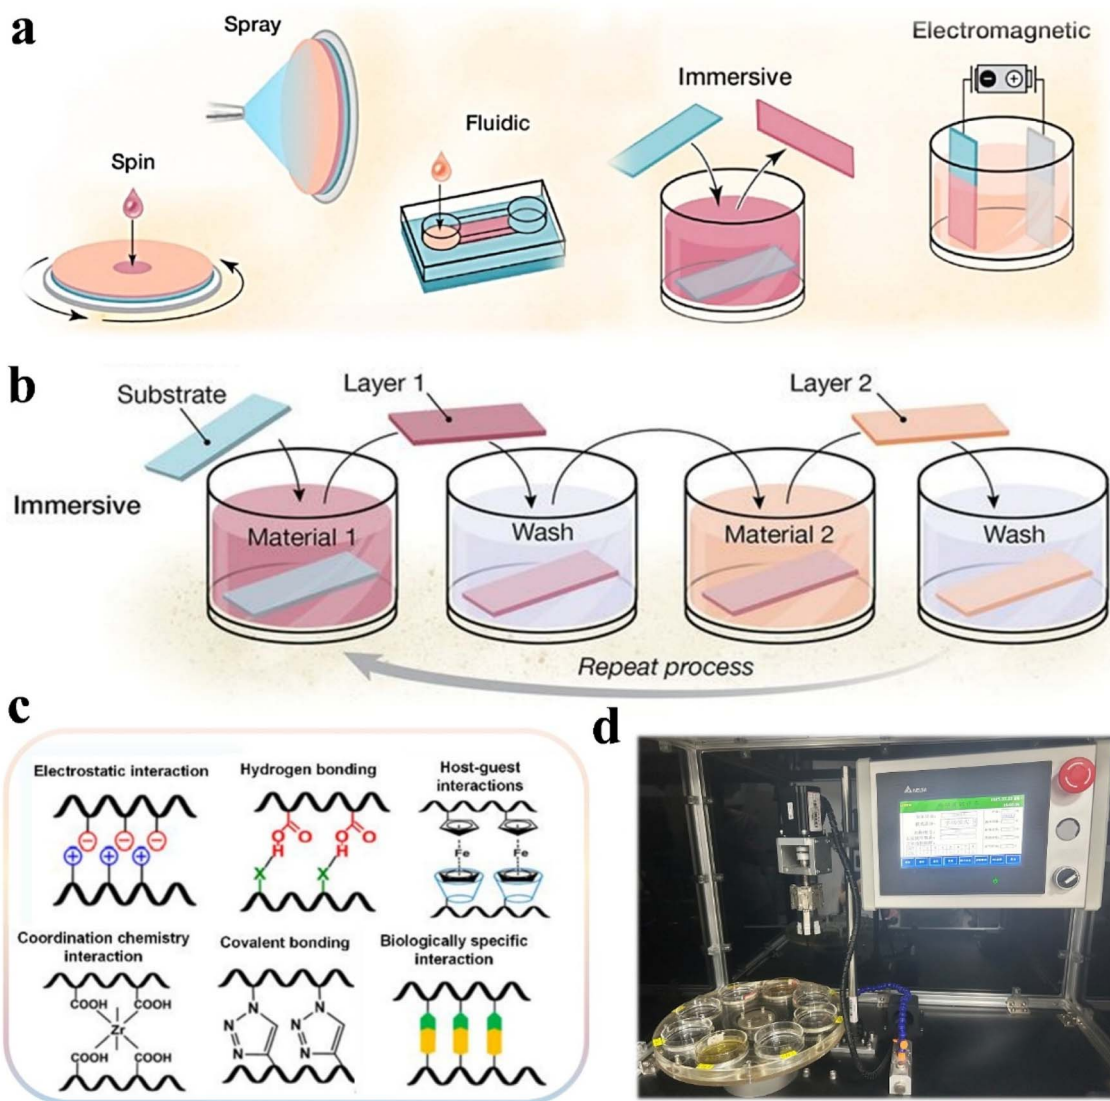 a
Spray
Electromagnetic
Immersive
Fluidic
Spin
b
Substrate
Layer 1
Layer 2
Immersive
Material 1
Wash
Material 2
Wash
Repeat process
c
d
Electrostatic interaction
Hydrogen bonding
Host-guest
interactions
O
O
H
H
X
X
Fe
Fe
Coordination chemistry
interaction
Covalent bonding
Biologically specific
interaction
COOH
COOH
Zr
COOH
COOH
N
N
N
N
N
N